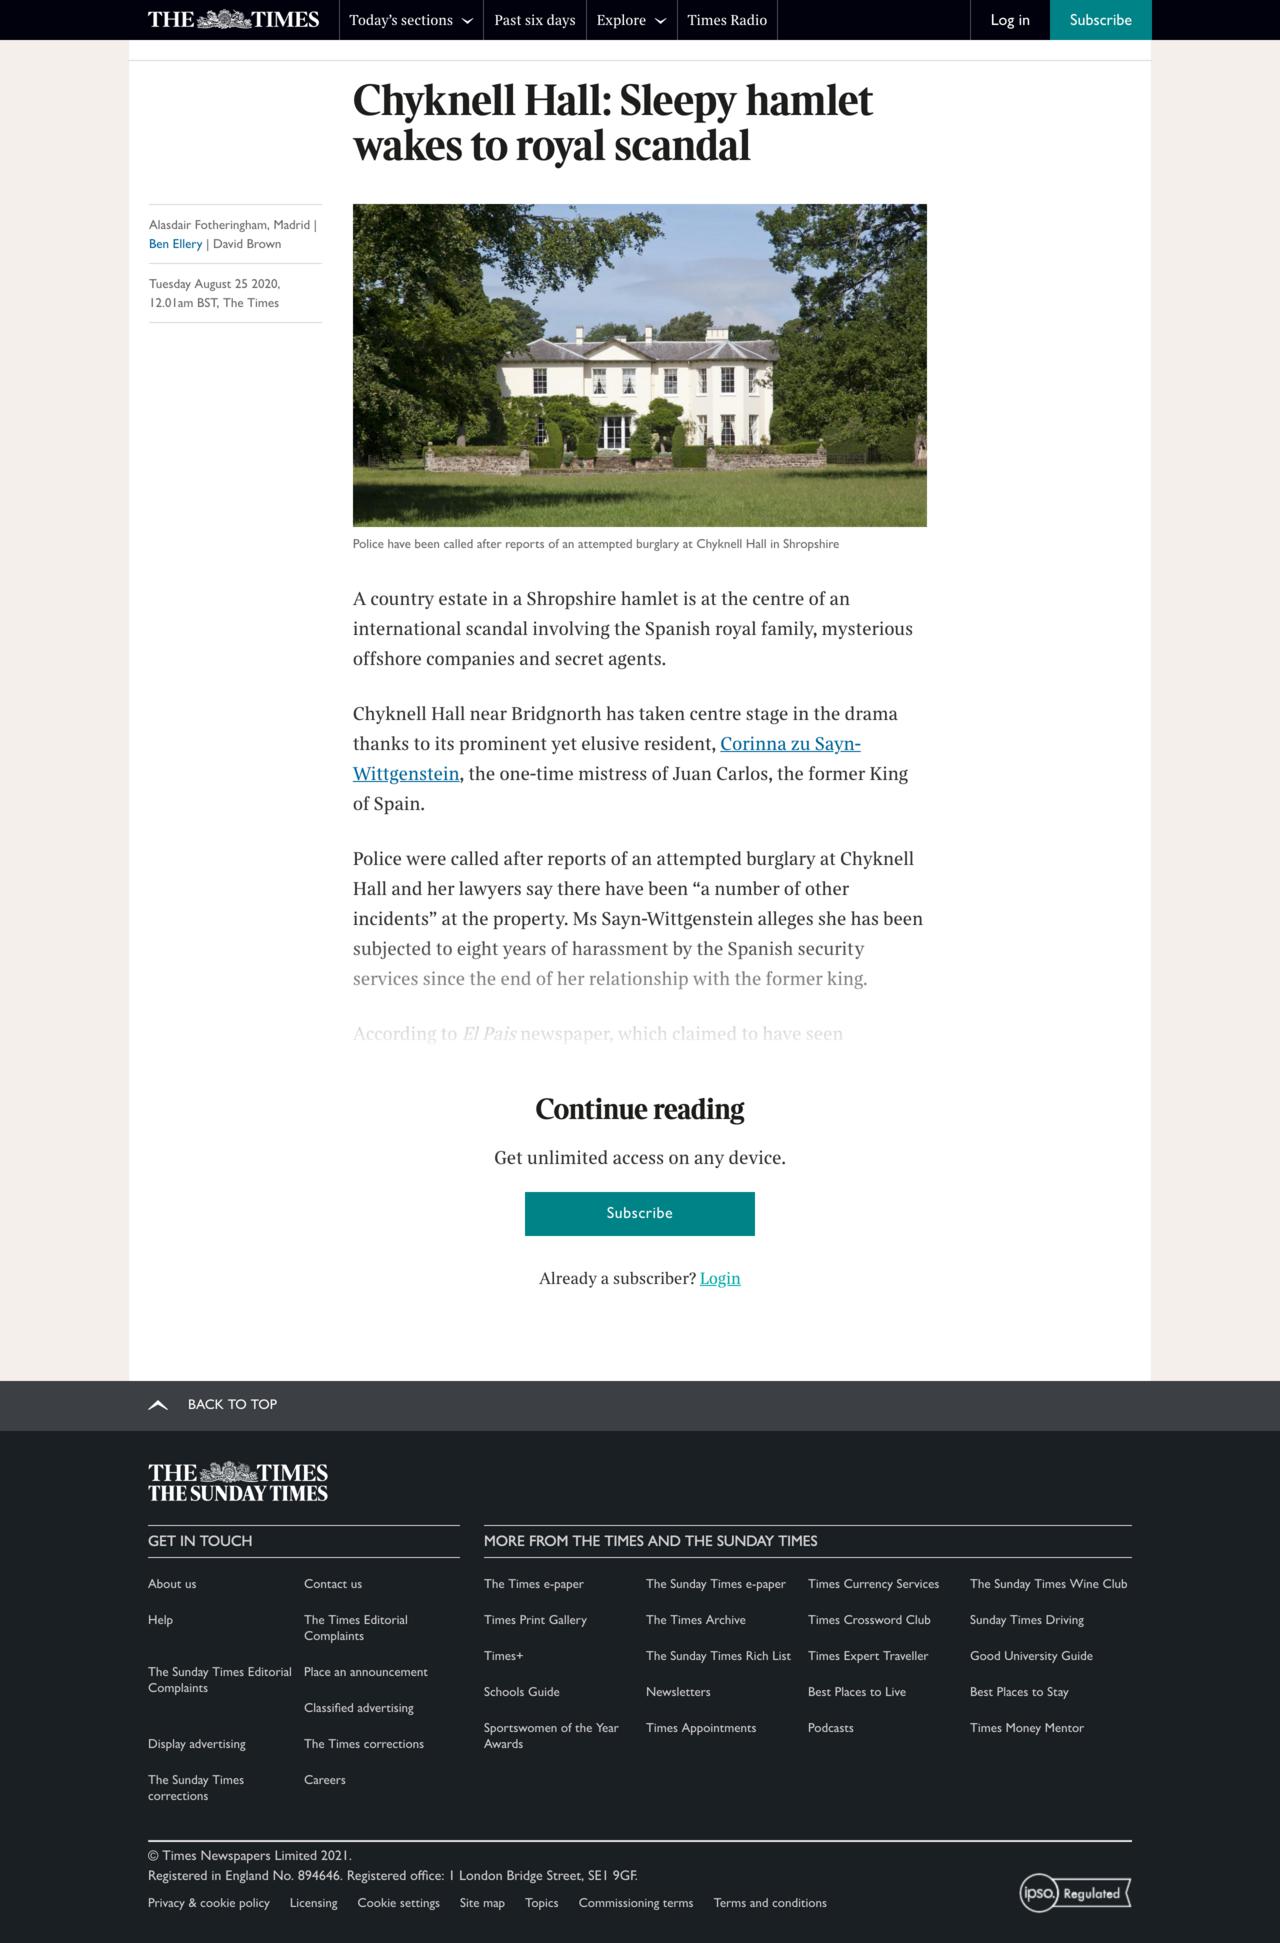 THE TIMES
Today's sections
Past six days
Explore
Times Radio
Log in
Subscribe
Chyknell Hall: Sleepy hamlet
wakes to royal scandal
Alasdair Fotheringham, Madrid |
Ben Ellery | David Brown
Tuesday August 25 2020,
12.01am BST, The Times
Police have been called after reports of an attempted burglary at Chyknell Hall in Shropshire
A country estate in a Shropshire hamlet is at the centre of an
international scandal involving the Spanish royal family, mysterious
offshore companies and secret agents.
Chyknell Hall near Bridgnorth has taken centre stage in the drama
thanks to its prominent yet elusive resident, Corinna zu Sayn-
Wittgenstein, the one-time mistress of Juan Carlos, the former King
of Spain.
Police were called after reports of an attempted burglary at Chyknell
Hall and her lawyers say there have been “a number of other
incidents” at the property. Ms Sayn-Wittgenstein alleges she has been
subjected to eight years of harassment by the Spanish security
services since the end of her relationship with the former king.
According to El Pais newspaper, which claimed to have seen
Continue reading
Get unlimited access on any device.
Subscribe
Already a subscriber? Login
BACK TO TOP
THE TIMES
THE SUNDAY TIMES
GET IN TOUCH
About us
Contact us
Help
The Times Editorial
Complaints
The Sunday Times Editorial
Complaints
Place an announcement
Classified advertising
Display advertising
The Times corrections
The Sunday Times
corrections
Careers
MORE FROM THE TIMES AND THE SUNDAY TIMES
The Times e-paper
The Sunday Times e-paper
Times Currency Services
The Sunday Times Wine Club
Times Print Gallery
The Times Archive
Times Crossword Club
Sunday Times Driving
Times+
The Sunday Times Rich List
Times Expert Traveller
Good University Guide
Schools Guide
Newsletters
Best Places to Live
Best Places to Stay
Sportswomen of the Year
Awards
Times Appointments
Podcasts
Times Money Mentor
© Times Newspapers Limited 2021.
Registered in England No. 894646. Registered office: 1 London Bridge Street, SE1 9GF.
Privacy & cookie policy
Licensing
Cookie settings
Site map
Topics
Commissioning terms
Terms and conditions
ipso. Regulated